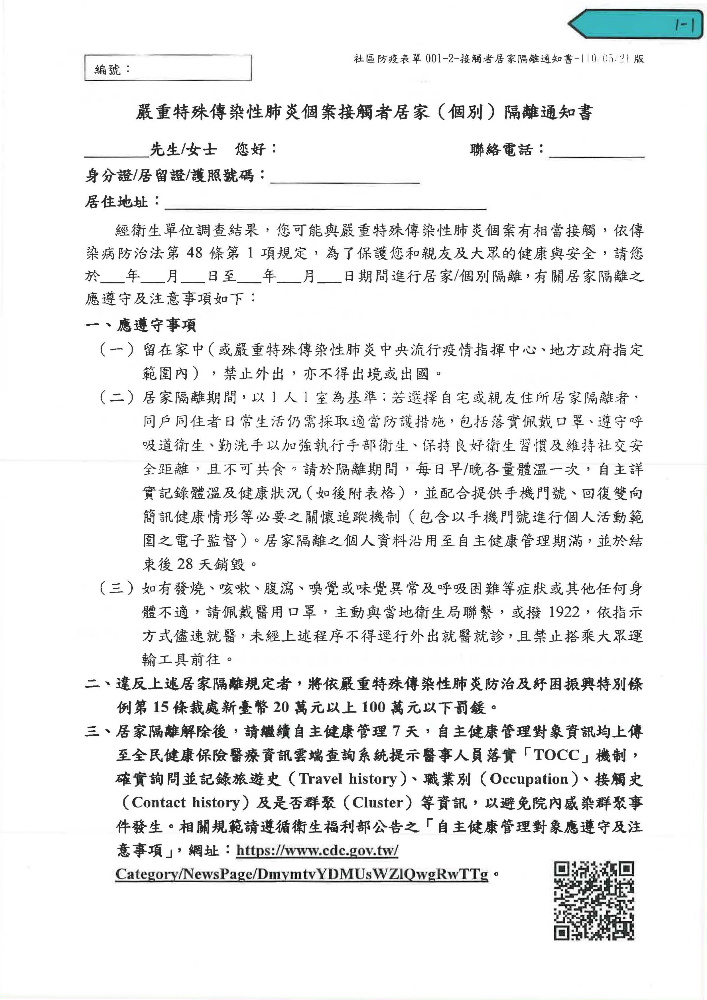 1-1
社區防疫表單 001-2-接觸者居家隔離通知書-110/05/21 版
編號：
嚴重特殊傳染性肺炎個案接觸者居家（個別）隔離通知書
________先生/女士 您好： 聯絡電話：____________
身分證/居留證/護照號碼：__________________
居住地址：________________________________________
經衛生單位調查結果，您可能與嚴重特殊傳染性肺炎個案有相當接觸，依傳
染病防治法第 48 條第 1 項規定，為了保護您和親友及大眾的健康與安全，請您
於___年___月___日至___年___月___日期間進行居家/個別隔離，有關居家隔離之
應遵守及注意事項如下：
一、應遵守事項
（一）留在家中（或嚴重特殊傳染性肺炎中央流行疫情指揮中心、地方政府指定
範圍內），禁止外出，亦不得出境或出國。
（二）居家隔離期間，以 1 人 1 室為基準；若選擇自宅或親友住所居家隔離者，
同戶同住者日常生活仍需採取適當防護措施，包括落實佩戴口罩、遵守呼
吸道衛生、勤洗手以加強執行手部衛生、保持良好衛生習慣及維持社交安
全距離，且不可共食。請於隔離期間，每日早/晚各量體溫一次，自主詳
實記錄體溫及健康狀況（如後附表格），並配合提供手機門號、回復雙向
簡訊健康情形等必要之關懷追蹤機制（包含以手機門號進行個人活動範
圍之電子監督）。居家隔離之個人資料沿用至自主健康管理期滿，並於結
束後 28 天銷毀。
（三）如有發燒、咳嗽、腹瀉、嗅覺或味覺異常及呼吸困難等症狀或其他任何身
體不適，請佩戴醫用口罩，主動與當地衛生局聯繫，或撥 1922，依指示
方式儘速就醫，未經上述程序不得逕行外出就醫就診，且禁止搭乘大眾運
輸工具前往。
二、違反上述居家隔離規定者，將依嚴重特殊傳染性肺炎防治及紓困振興特別條
例第 15 條裁處新臺幣 20 萬元以上 100 萬元以下罰鍰。
三、居家隔離解除後，請繼續自主健康管理 7 天，自主健康管理對象資訊均上傳
至全民健康保險醫療資訊雲端查詢系統提示醫事人員落實「TOCC」機制，
確實詢問並記錄旅遊史（Travel history）、職業別（Occupation）、接觸史
（Contact history）及是否群聚（Cluster）等資訊，以避免院內感染群聚事
件發生。相關規範請遵循衛生福利部公告之「自主健康管理對象應遵守及注
意事項」，網址：https://www.cdc.gov.tw/
Category/NewsPage/DmymtvYDMUsWZlQwgRwTTg。